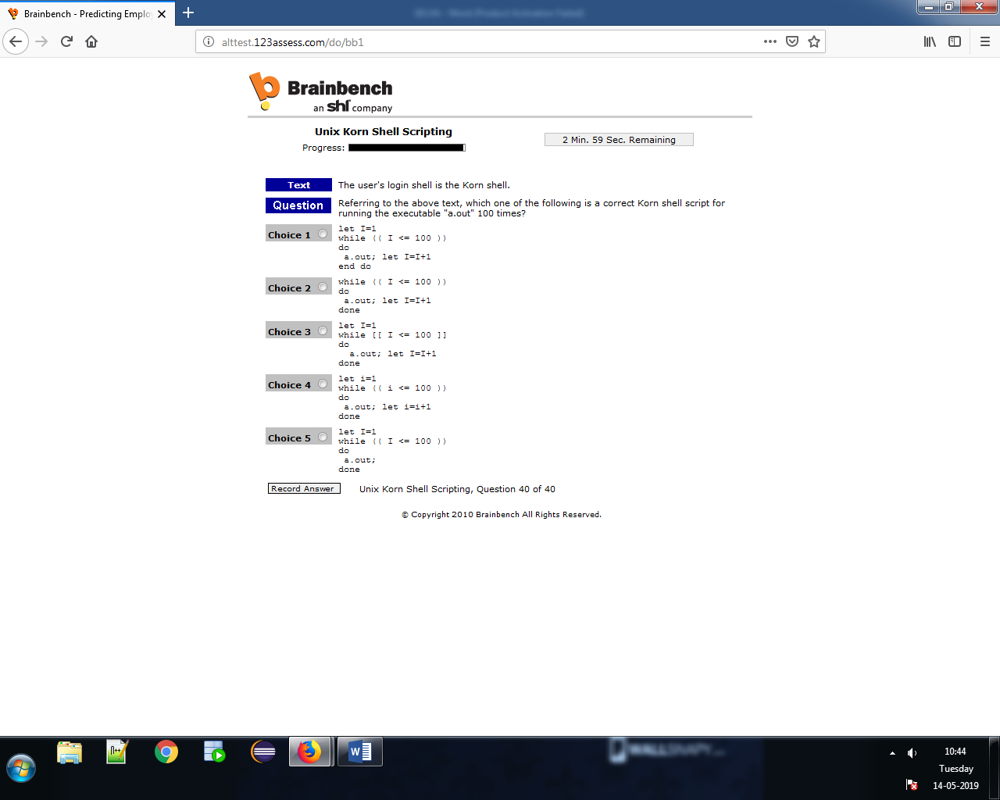 Brainbench - Predicting Emplo
alttest.123assess.com/do/bb1
Brainbench
an shl company
Unix Korn Shell Scripting
Progress:
2 Min. 59 Sec. Remaining
Text
The user's login shell is the Korn shell.
Question
Referring to the above text, which one of the following is a correct Korn shell script for
running the executable "a.out" 100 times?
Choice 1
let I=1
while (( I <= 100 ))
do
a.out; let I=I+1
end do
Choice 2
while (( I <= 100 ))
do
a.out; let I=I+1
done
Choice 3
let I=1
while [[ I <= 100 ]]
do
a.out; let I=I+1
done
Choice 4
let i=1
while (( i <= 100 ))
do
a.out; let i=i+1
done
Choice 5
let I=1
while (( I <= 100 ))
do
a.out;
done
Record Answer
Unix Korn Shell Scripting, Question 40 of 40
© Copyright 2010 Brainbench All Rights Reserved.
WALLSNAPY
10:44
Tuesday
14-05-2019